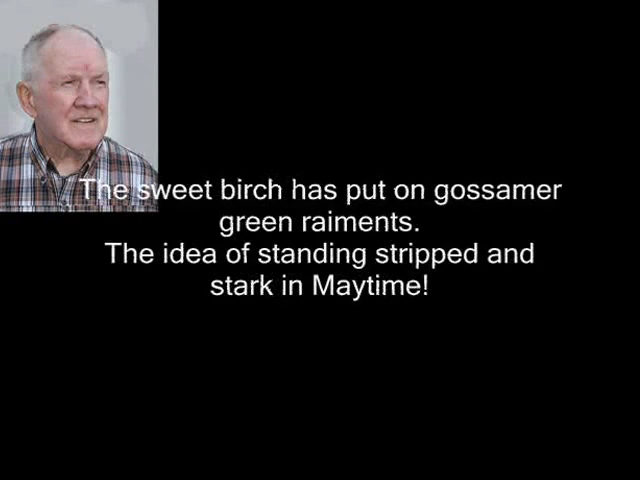 The sweet birch has put on gossamer
green raiments.
The idea of standing stripped and
stark in Maytime!